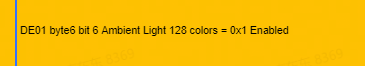 DE01 byte6 bit 6 Ambient Light 128 colors = 0x1 Enabled